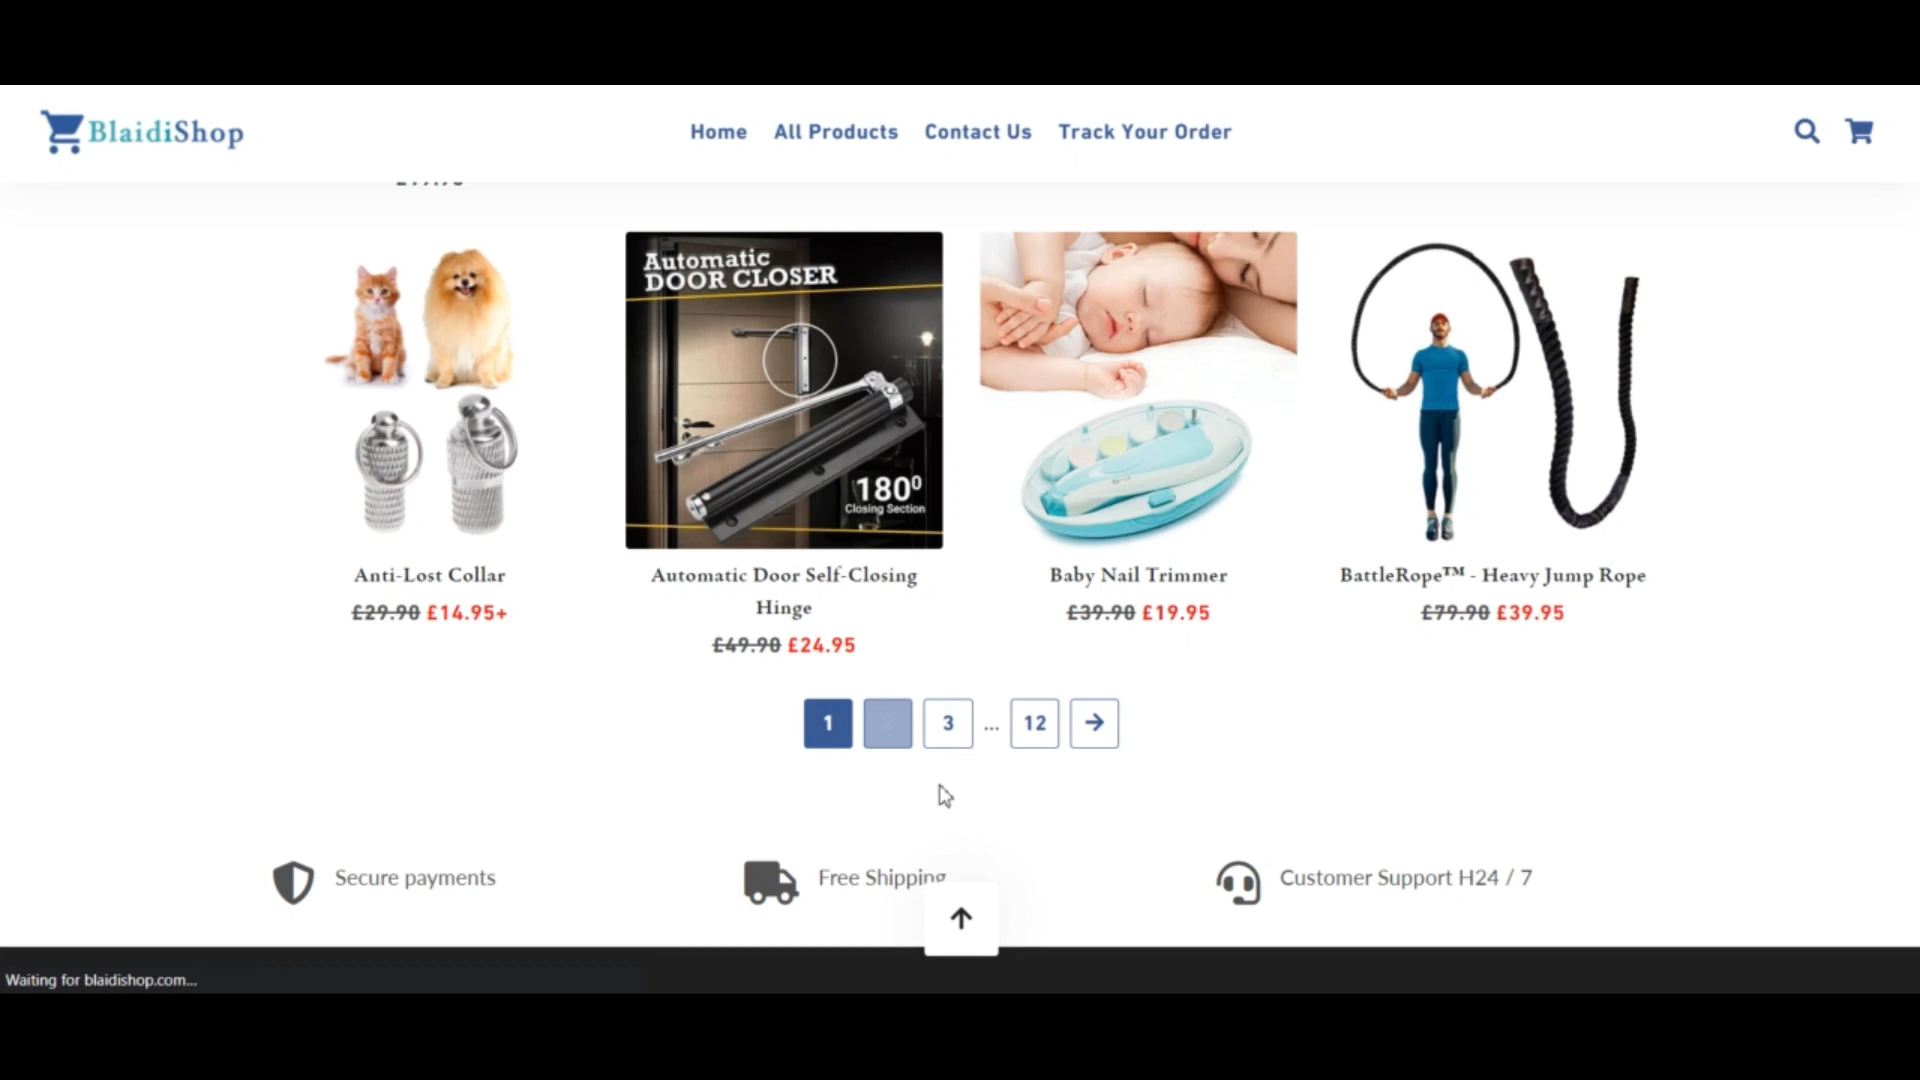 BlaidiShop
Home All Products Contact Us Track Your Order
Automatic
DOOR CLOSER
180⁰
Closing Section
Anti-Lost Collar
£29.90 £14.95+
Automatic Door Self-Closing
Hinge
£49.90 £24.95
Baby Nail Trimmer
£39.90 £19.95
BattleRope™ - Heavy Jump Rope
£79.90 £39.95
1 2 3 ... 12 →
Secure payments
Free Shipping
Customer Support H24 / 7
Waiting for blaidishop.com...